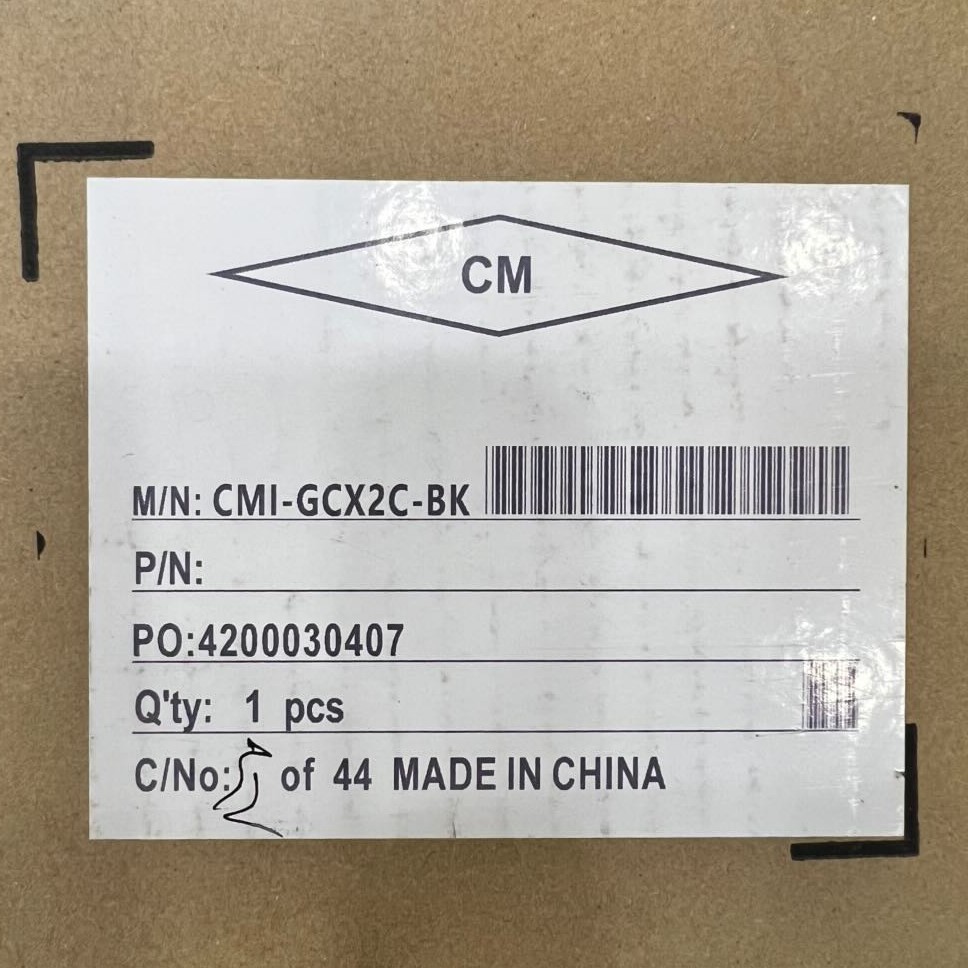 CM
M/N: CMI-GCX2C-BK
P/N:
PO:4200030407
Q'ty: 1 pcs
C/No: of 44 MADE IN CHINA